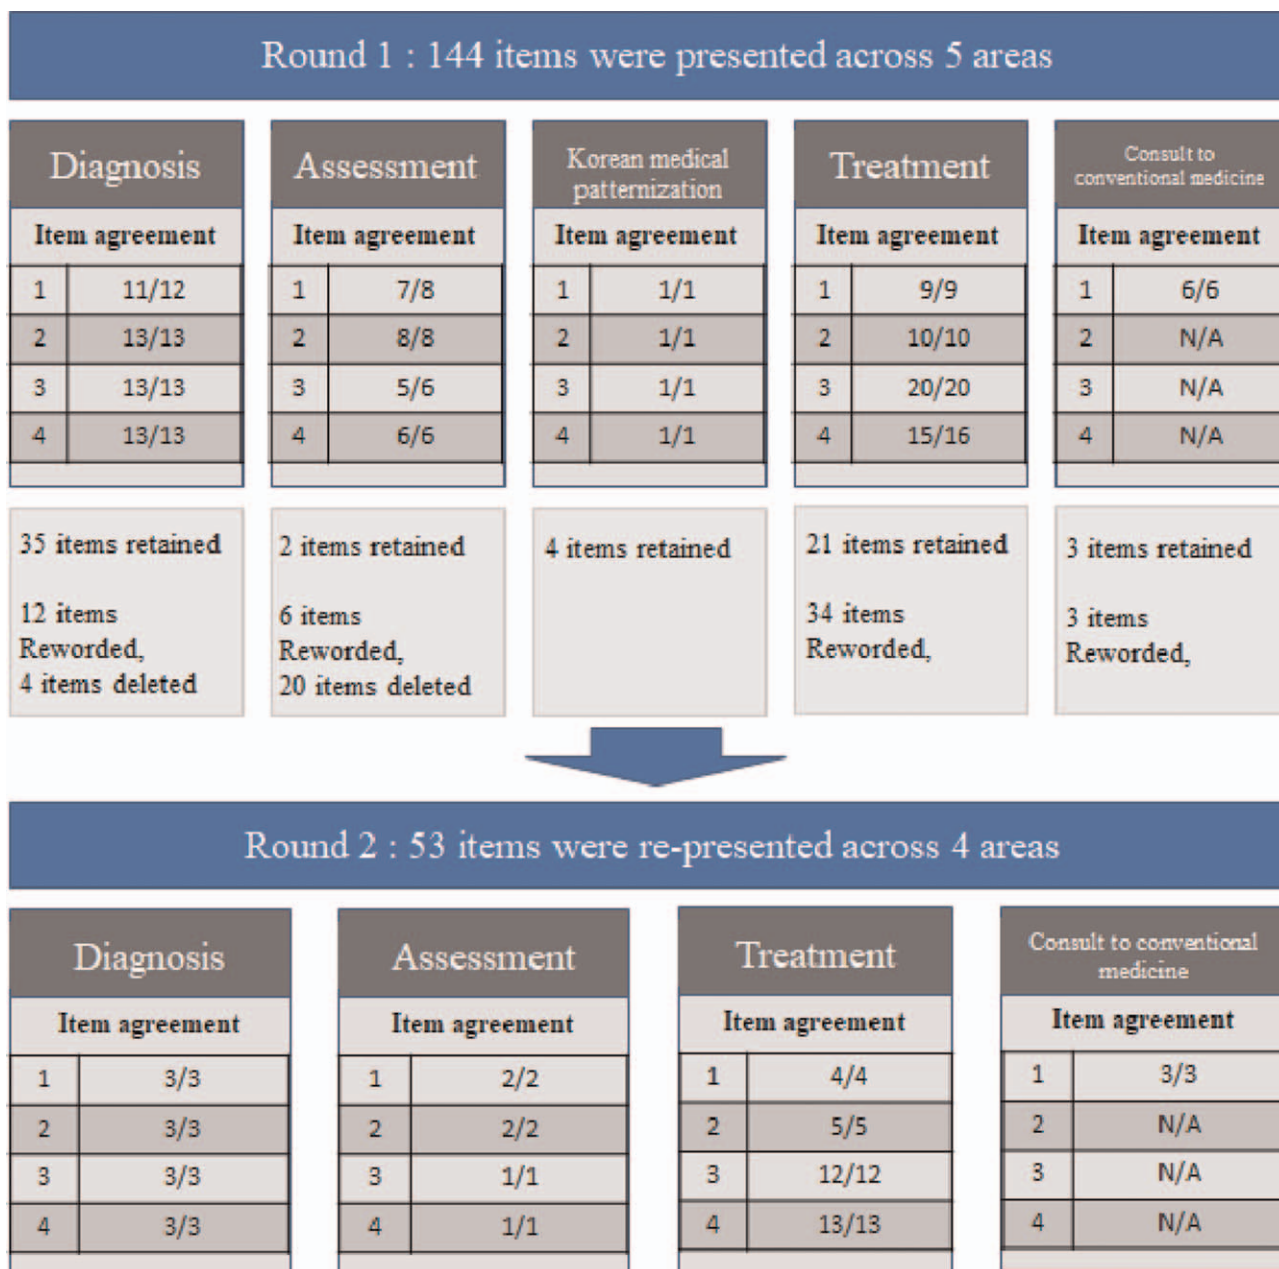 Round 1 : 144 items were presented across 5 areas
Diagnosis
Item agreement
1 11/12
2 13/13
3 13/13
4 13/13
35 items retained
12 items
Reworded,
4 items deleted
Assessment
Item agreement
1 7/8
2 8/8
3 5/6
4 6/6
2 items retained
6 items
Reworded,
20 items deleted
Korean medical
patternization
Item agreement
1 1/1
2 1/1
3 1/1
4 1/1
4 items retained
Treatment
Item agreement
1 9/9
2 10/10
3 20/20
4 15/16
21 items retained
34 items
Reworded,
Consult to
conventional medicine
Item agreement
1 6/6
2 N/A
3 N/A
4 N/A
3 items retained
3 items
Reworded,
Round 2 : 53 items were re-presented across 4 areas
Diagnosis
Item agreement
1 3/3
2 3/3
3 3/3
4 3/3
Assessment
Item agreement
1 2/2
2 2/2
3 1/1
4 1/1
Treatment
Item agreement
1 4/4
2 5/5
3 12/12
4 13/13
Consult to conventional
medicine
Item agreement
1 3/3
2 N/A
3 N/A
4 N/A